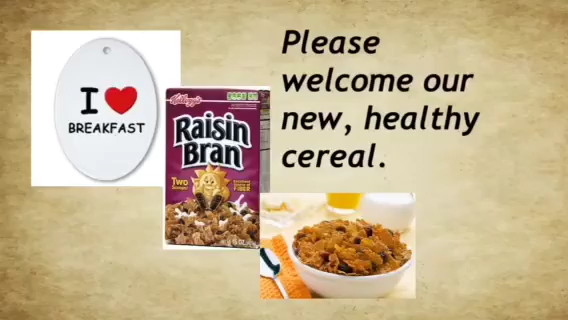 I ❤ BREAKFAST
Please
welcome our
new, healthy
cereal.
Kellogg's
Raisin
Bran
Two
Scoops